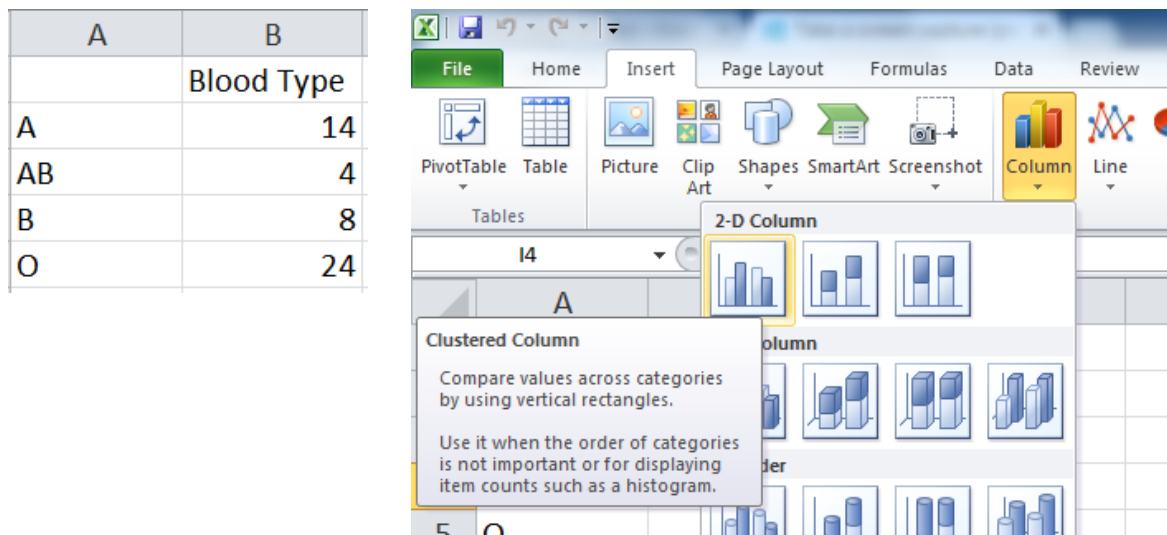 A B
Blood Type
A 14
AB 4
B 8
O 24
File Home Insert Page Layout Formulas Data Review
PivotTable Table Picture Clip Art Shapes SmartArt Screenshot Column Line
Tables
2-D Column
I4
A
Clustered Column
olumn
Compare values across categories
by using vertical rectangles.
Use it when the order of categories
is not important or for displaying
item counts such as a histogram.
der
5 O